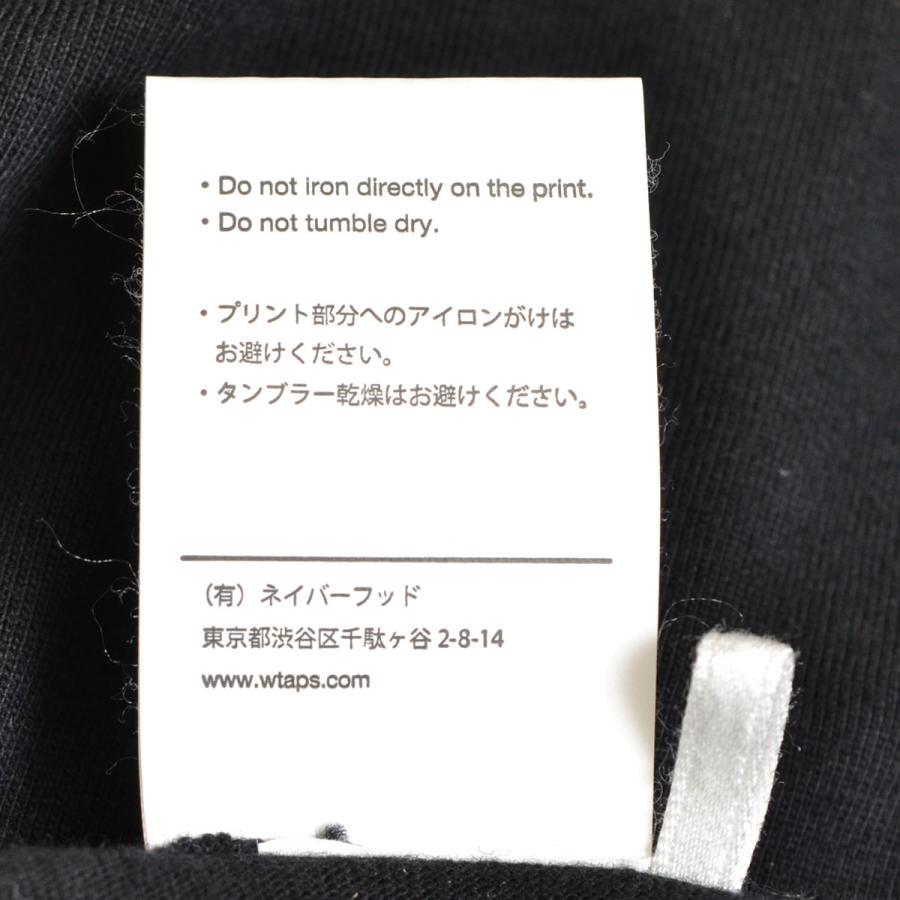 ・Do not iron directly on the print.
・Do not tumble dry.
・プリント部分へのアイロンがけは
お避けください。
・タンブラー乾燥はお避けください。
（有）ネイバーフッド
東京都渋谷区千駄ヶ谷 2-8-14
www.wtaps.com